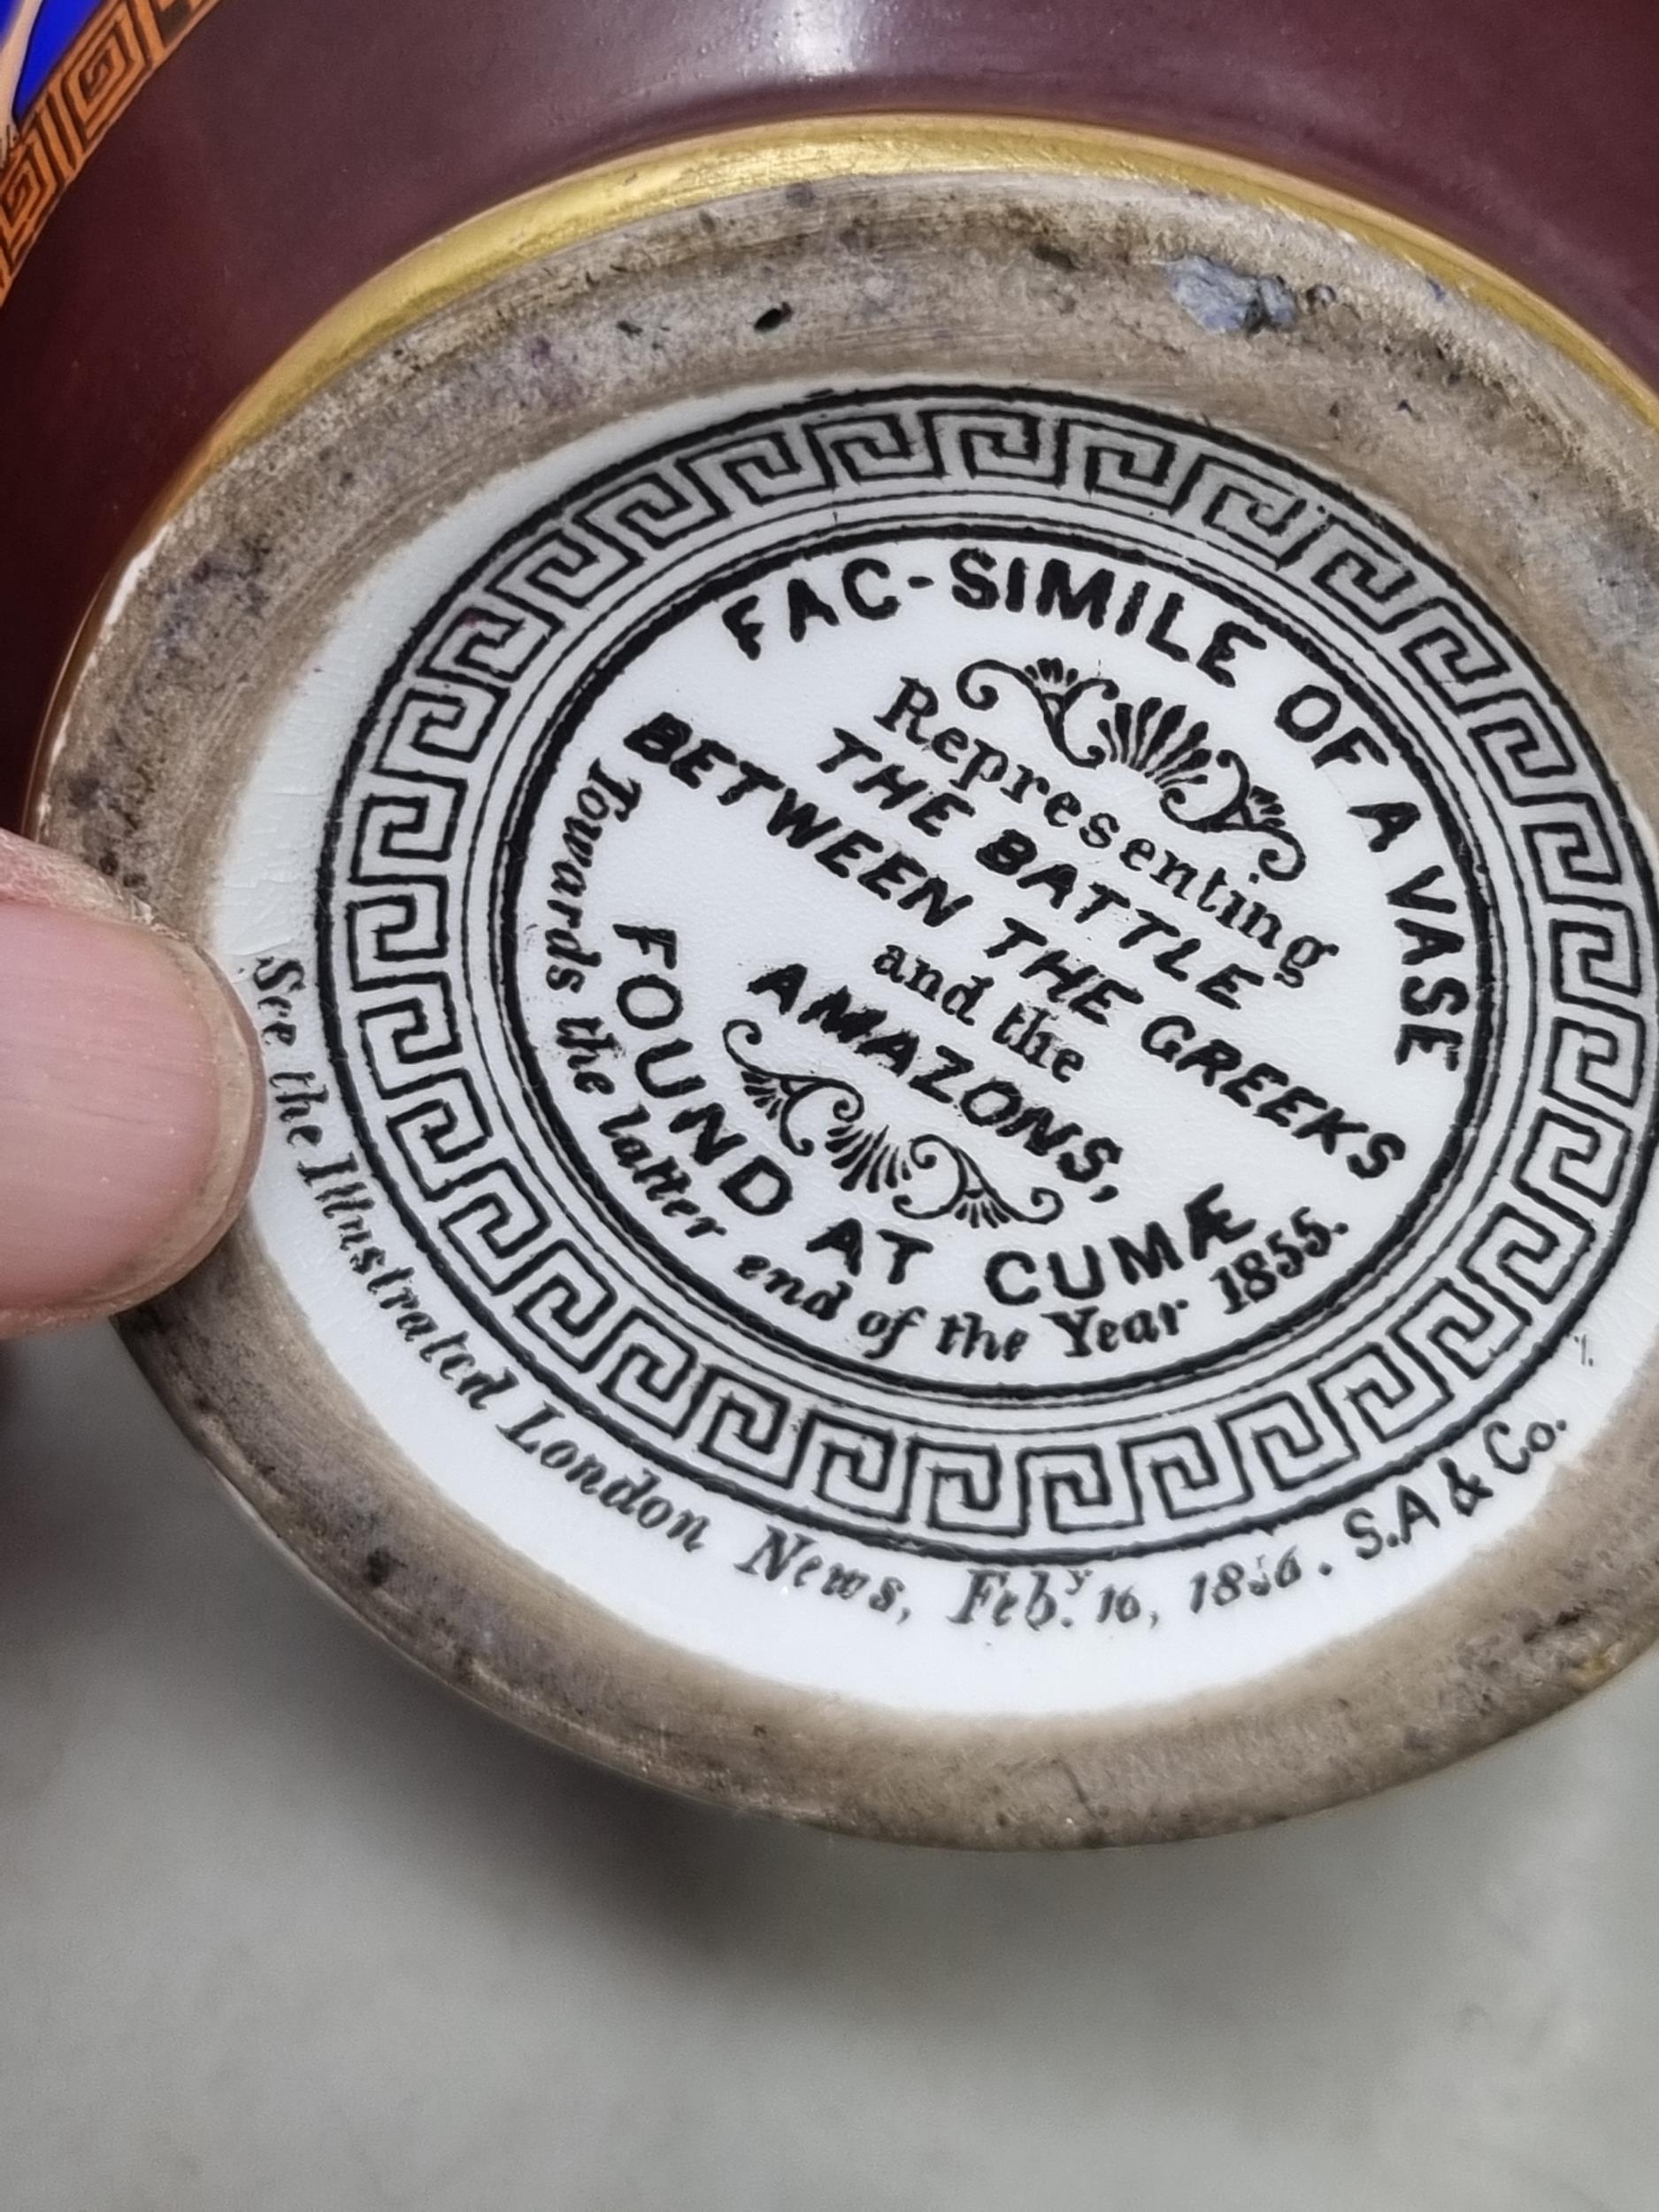 FAC-SIMILE OF A VASE
Representing
THE BATTLE
BETWEEN THE GREEKS
and the
AMAZONS,
FOUND AT CUMÆ
Towards the latter end of the Year 1855.
See the Illustrated London News, Feb.y 16, 1856. S.A & Co.